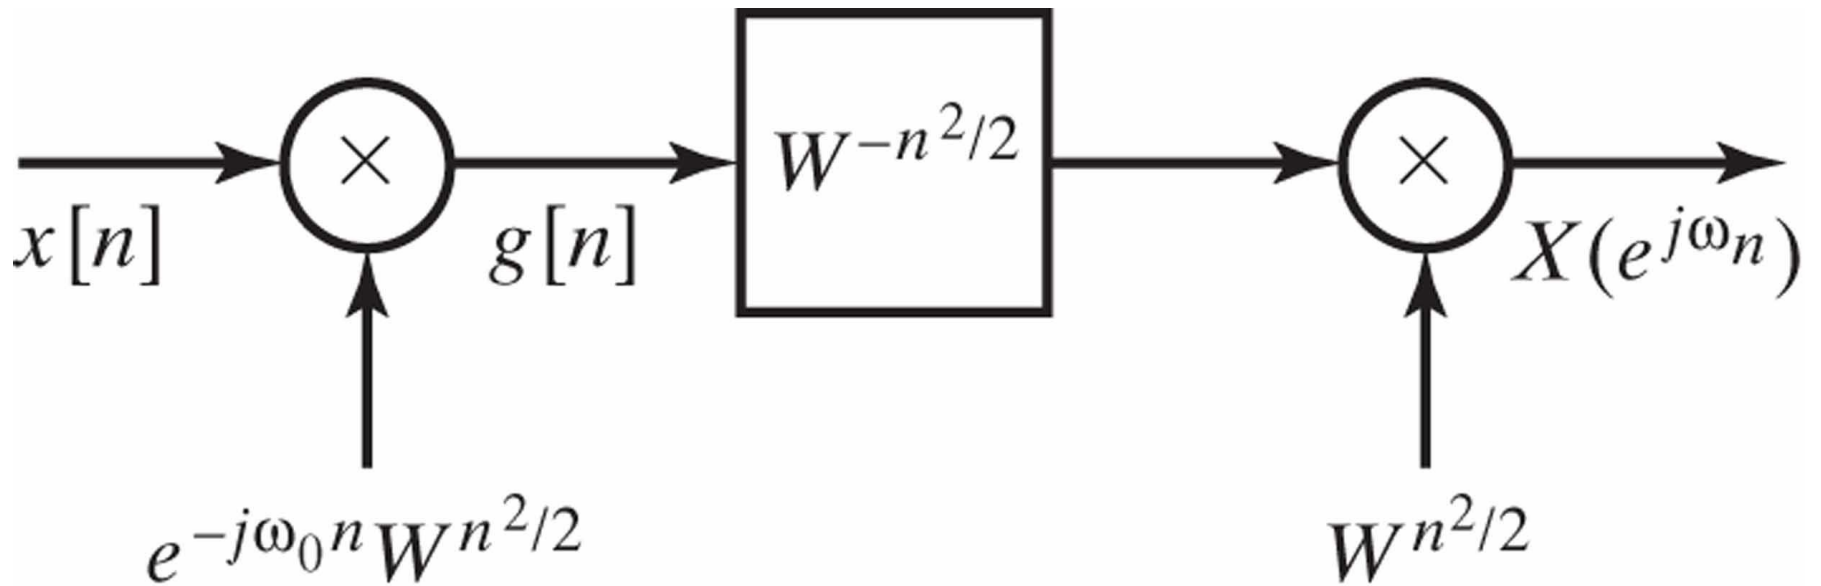 ×
W^{-n^2/2}
×
x[n]
g[n]
X(e^{jω_n})
e^{-jω_0 n} W^{n^2/2}
W^{n^2/2}